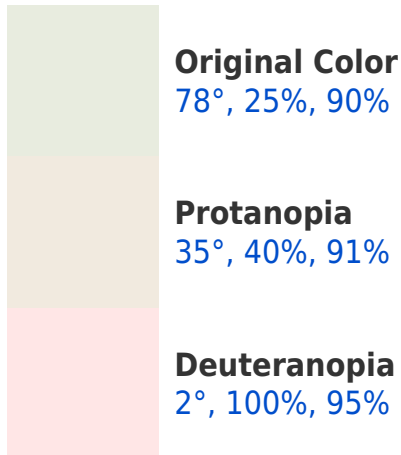 Original Color
78°, 25%, 90%
Protanopia
35°, 40%, 91%
Deuteranopia
2°, 100%, 95%